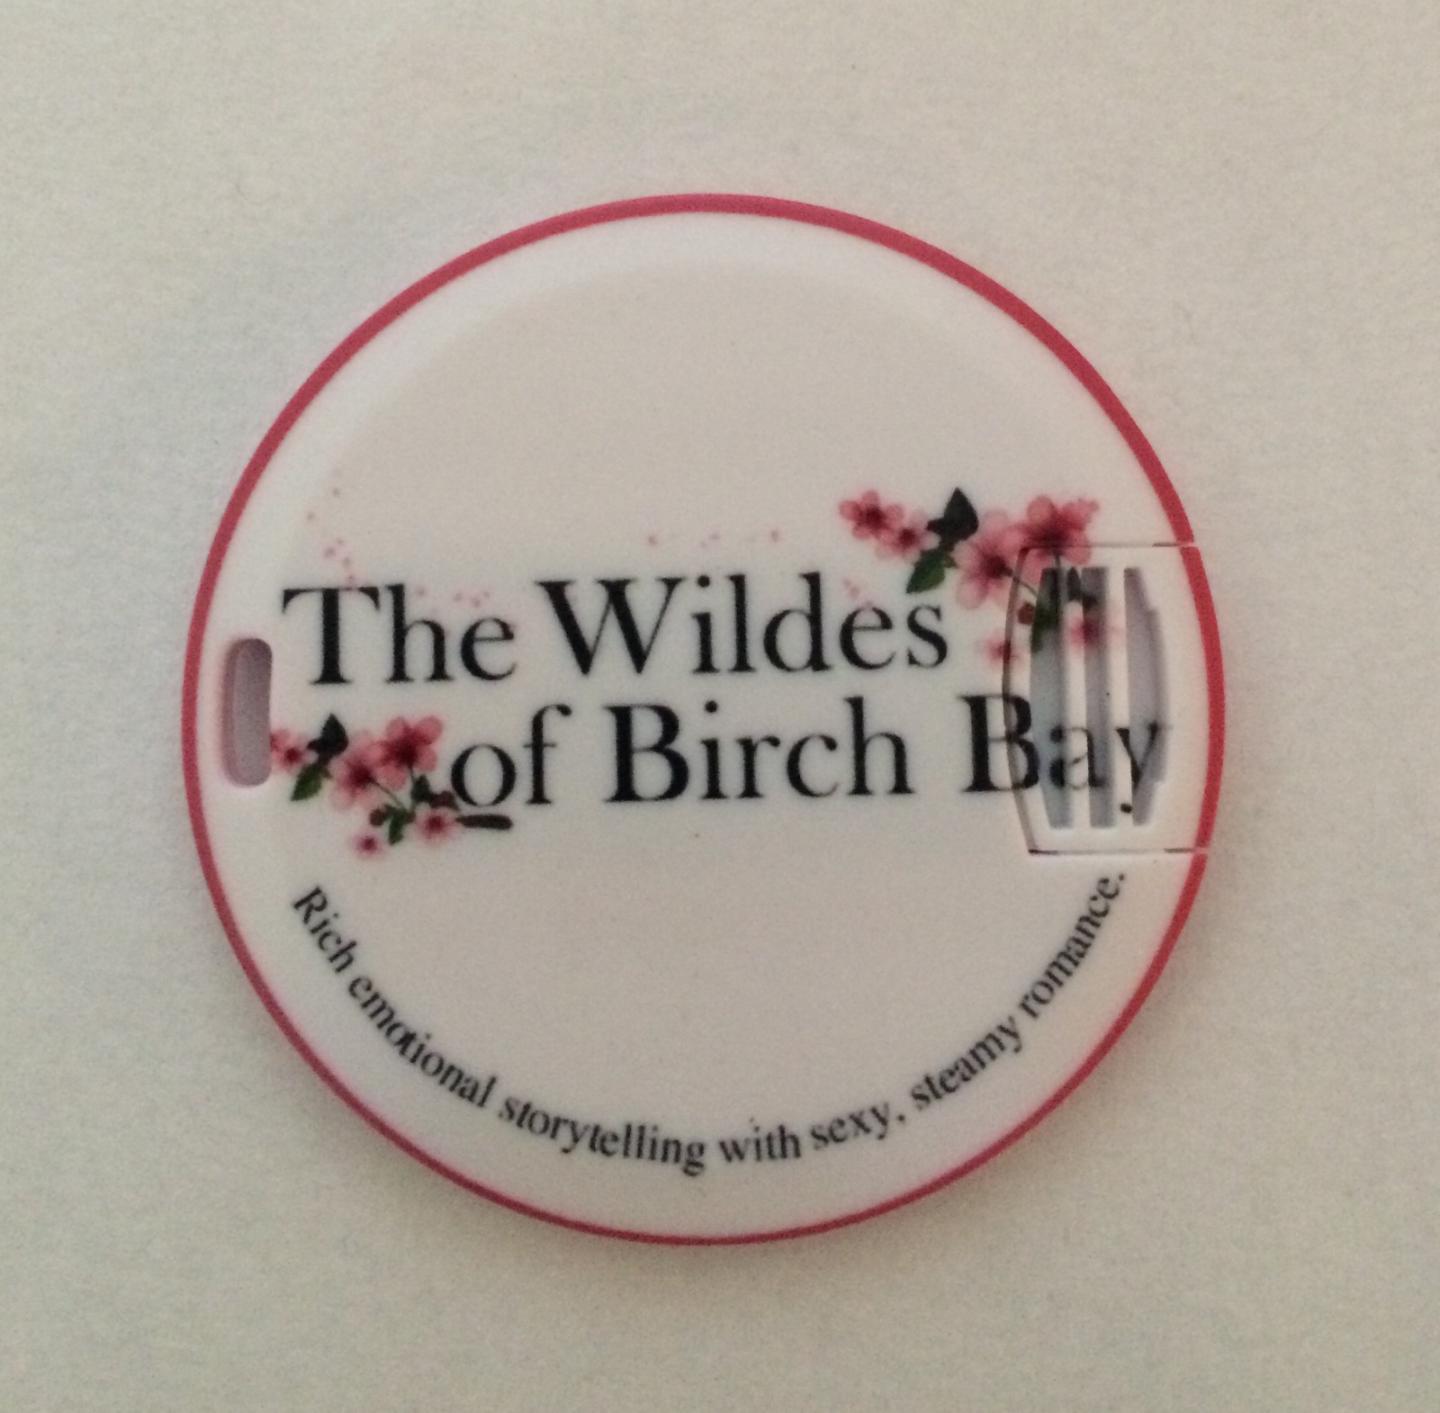 The Wildes
of Birch Bay
Rich emotional storytelling with sexy, steamy romance.